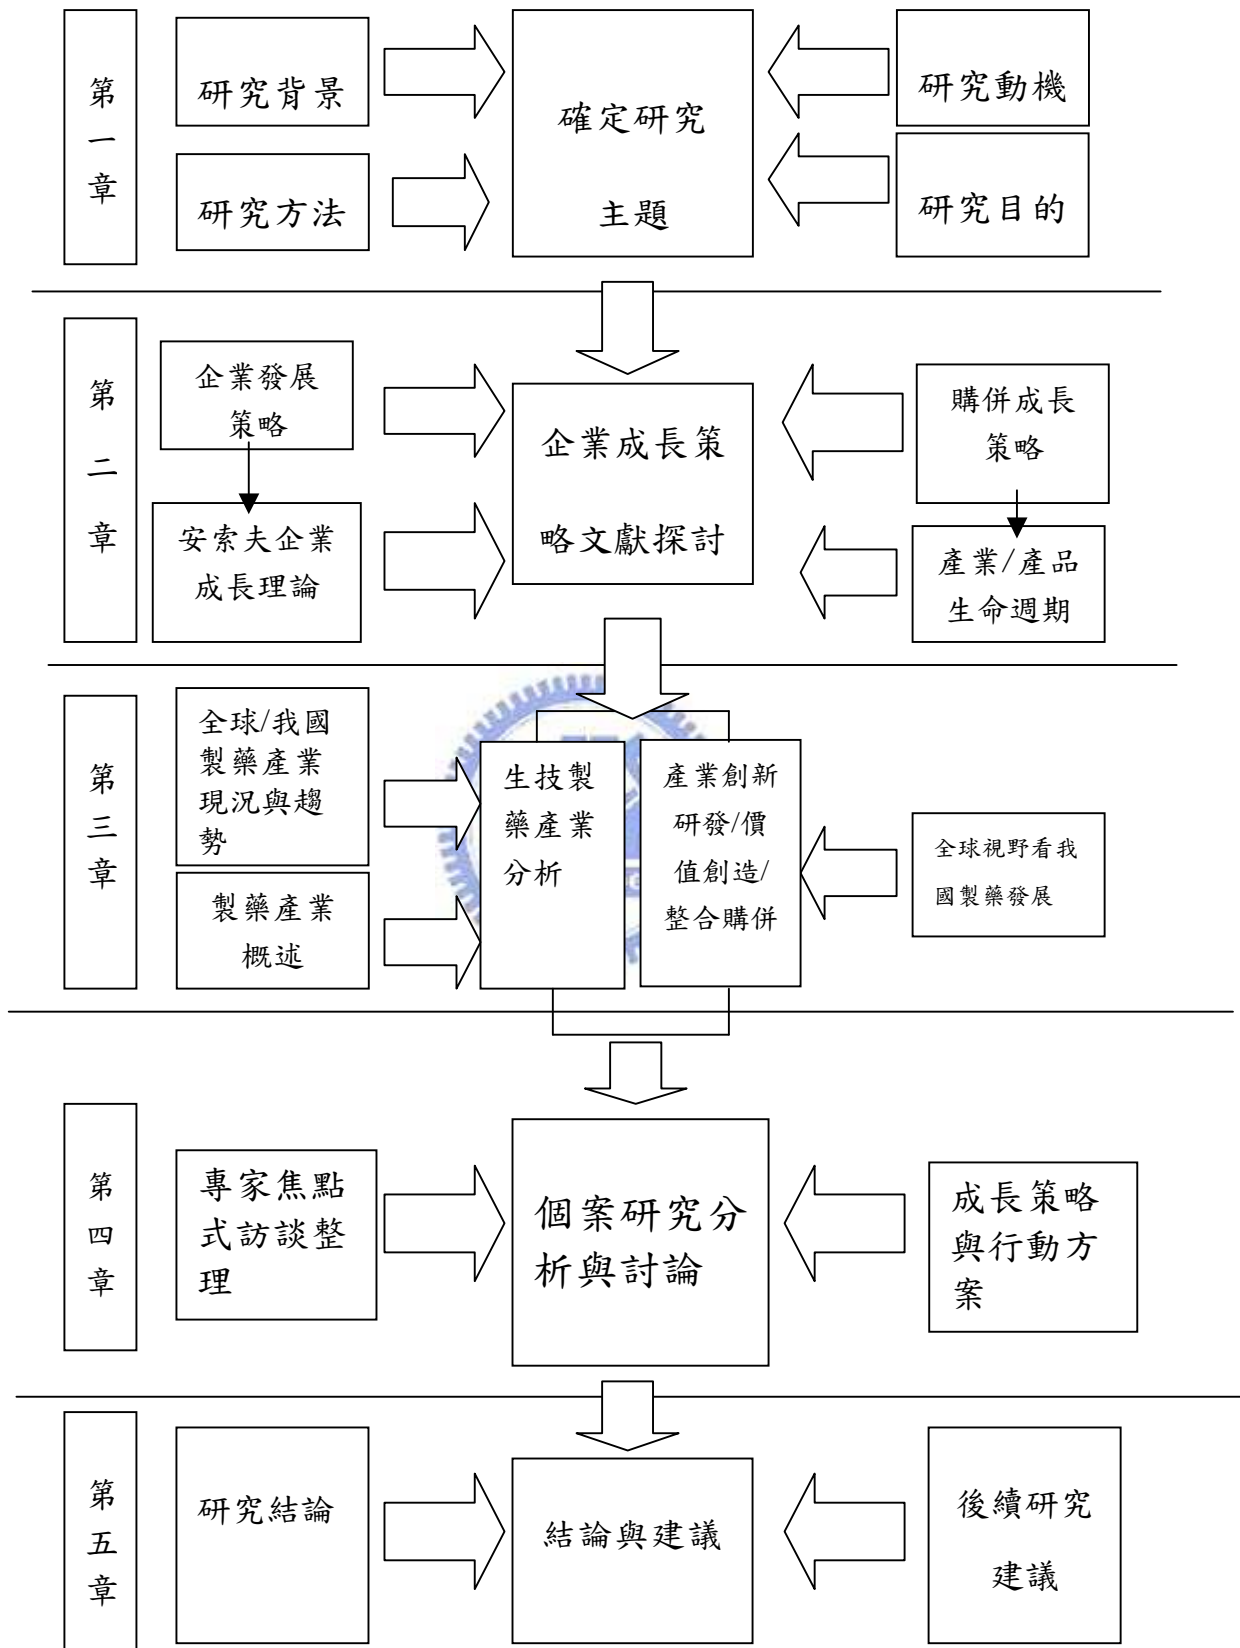 第一章
研究背景
研究方法
確定研究
主題
研究動機
研究目的
第二章
企業發展
策略
安索夫企業
成長理論
企業成長策
略文獻探討
購併成長
策略
產業/產品
生命週期
第三章
全球/我國
製藥產業
現況與趨
勢
製藥產業
概述
生技製
藥產業
分析
產業創新
研發/價
值創造/
整合購併
全球視野看我
國製藥發展
第四章
專家焦點
式訪談整
理
個案研究分
析與討論
成長策略
與行動方
案
第五章
研究結論
結論與建議
後續研究
建議